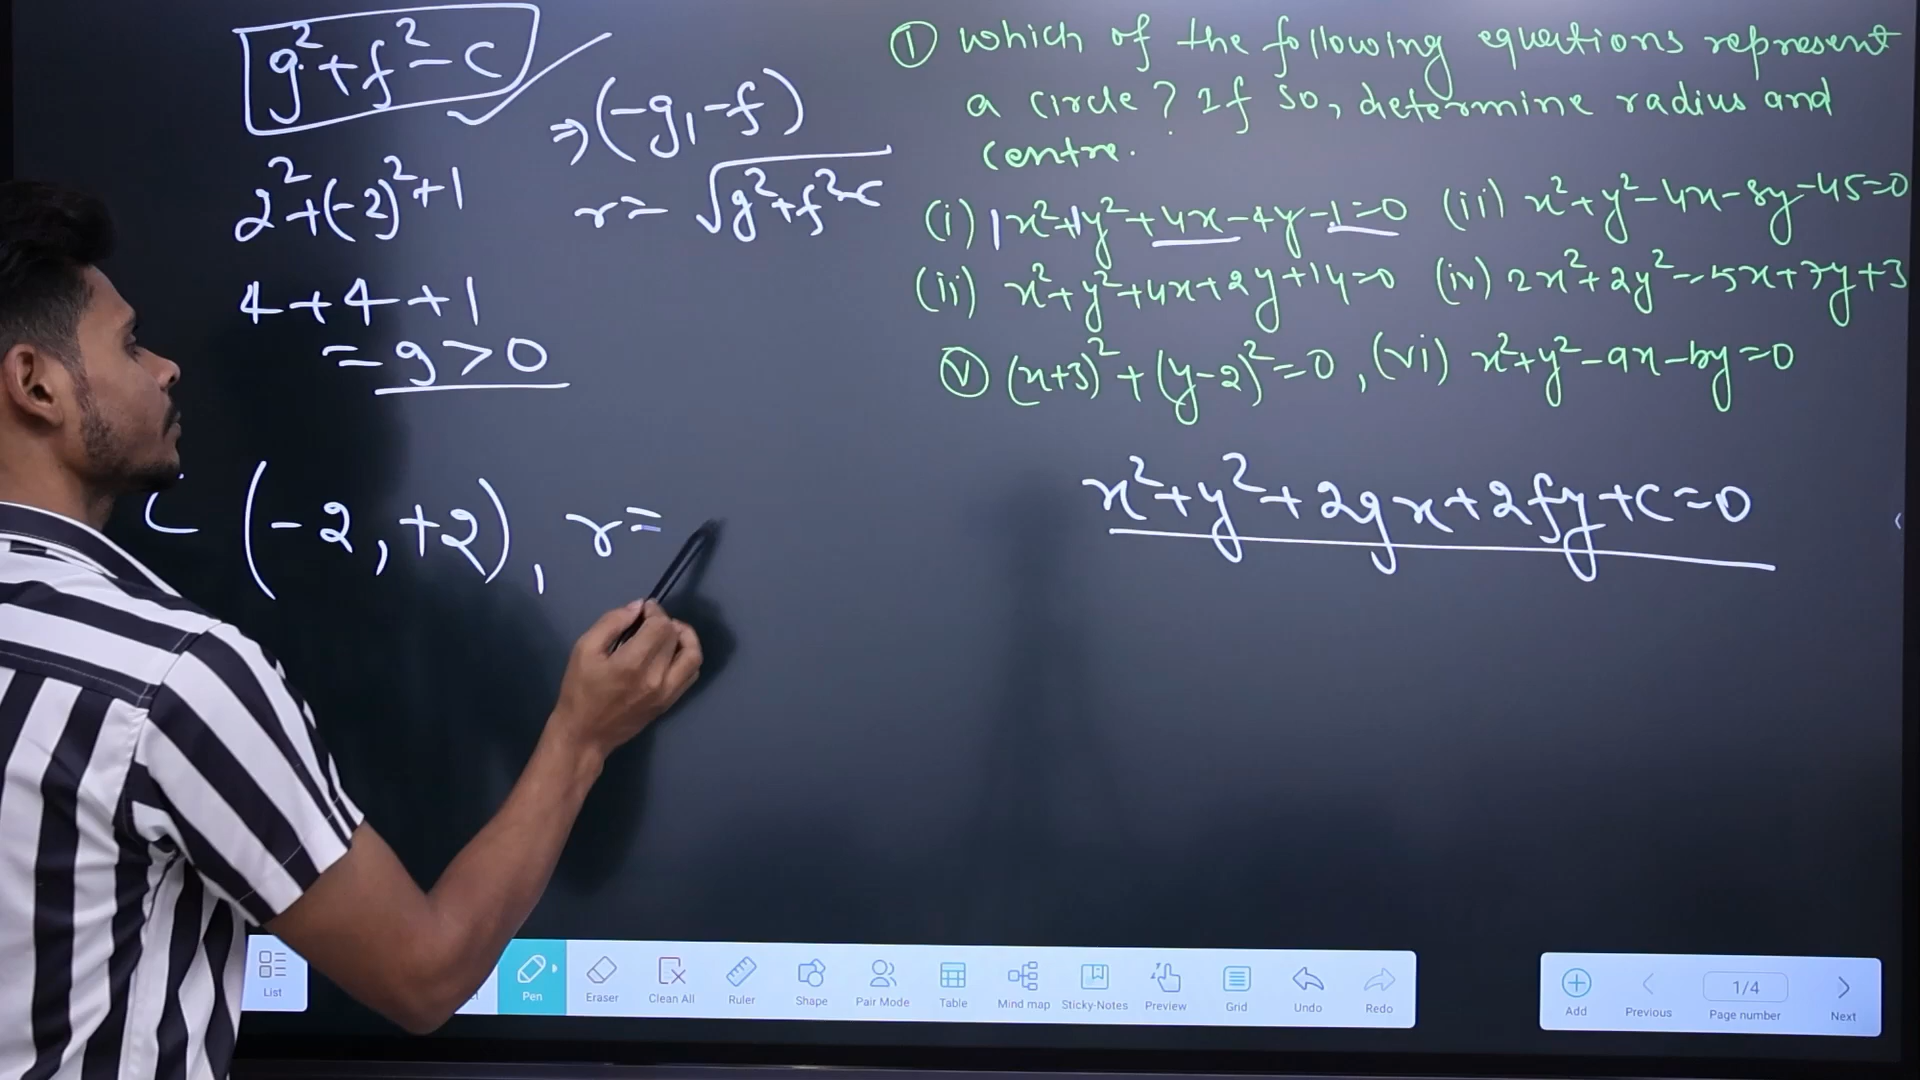 g²+f²-c
⇒(-g,-f)
2²+(-2)²+1
r= √g²+f²-c
4+4+1
=9>0
C (-2,+2), r=
① which of the following equations represent
a circle? If so, determine radius and
centre.
(i) 1x²+1y²+4x-4y-1=0 (iii) x²+y²-4x-8y-45=0
(ii) x²+y²+4x+2y+14=0 (iv) 2x²+2y²-5x+7y+3
Ⓥ (x+3)²+(y-2)²=0, (vi) x²+y²-ax-by=0
x²+y²+2gx+2fy+c=0
List
Pen Eraser Clean All Ruler Shape Pair Mode Table Mind map Sticky-Notes Preview Grid Undo Redo
Add Previous 1/4 Page number Next